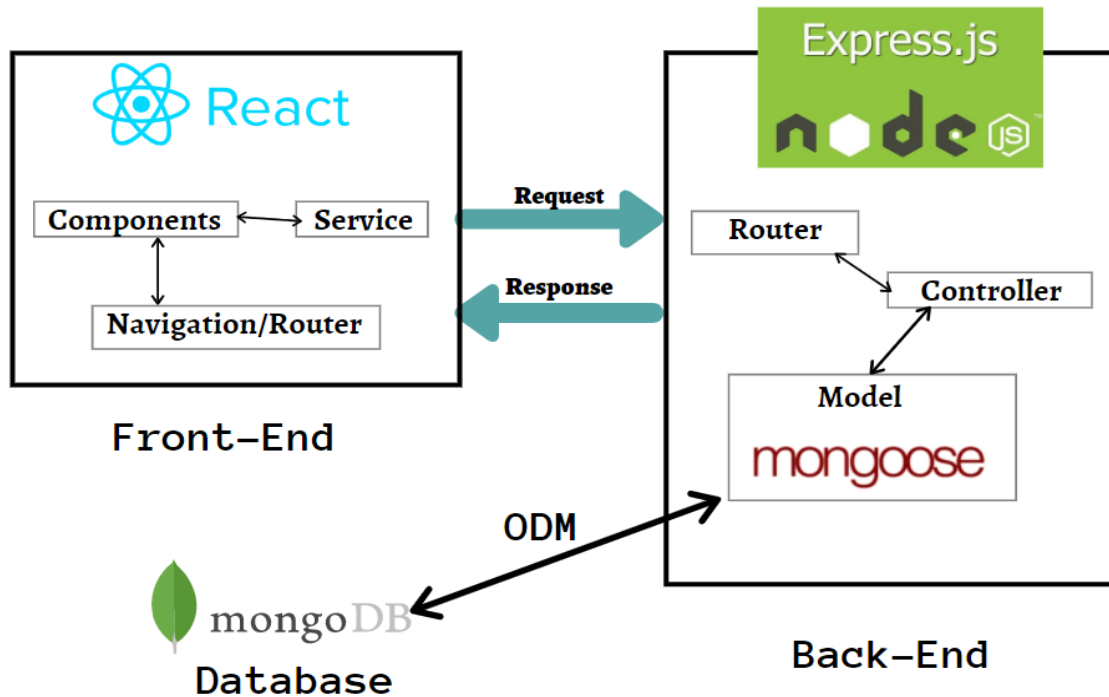 React
Components
Service
Navigation/Router
Front-End
Request
Response
Express.js
node
JS
TM
Router
Controller
Model
mongoose
Back-End
ODM
mongoDB
Database